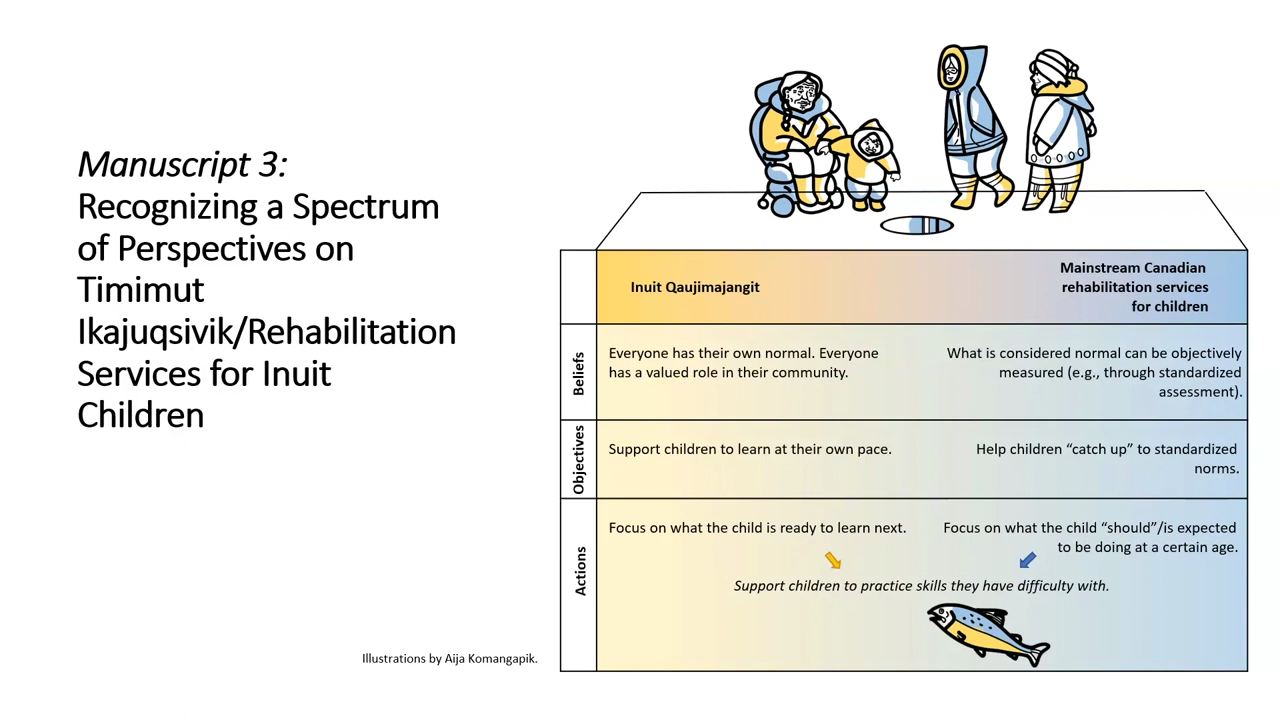 Manuscript 3:
Recognizing a Spectrum
of Perspectives on
Timimut
Ikajuqsivik/Rehabilitation
Services for Inuit
Children
Illustrations by Aija Komangapik.
Inuit Qaujimajangit
Mainstream Canadian
rehabilitation services
for children
Beliefs
Everyone has their own normal. Everyone
has a valued role in their community.
What is considered normal can be objectively
measured (e.g., through standardized
assessment).
Objectives
Support children to learn at their own pace.
Help children “catch up” to standardized
norms.
Actions
Focus on what the child is ready to learn next.
Focus on what the child “should”/is expected
to be doing at a certain age.
Support children to practice skills they have difficulty with.